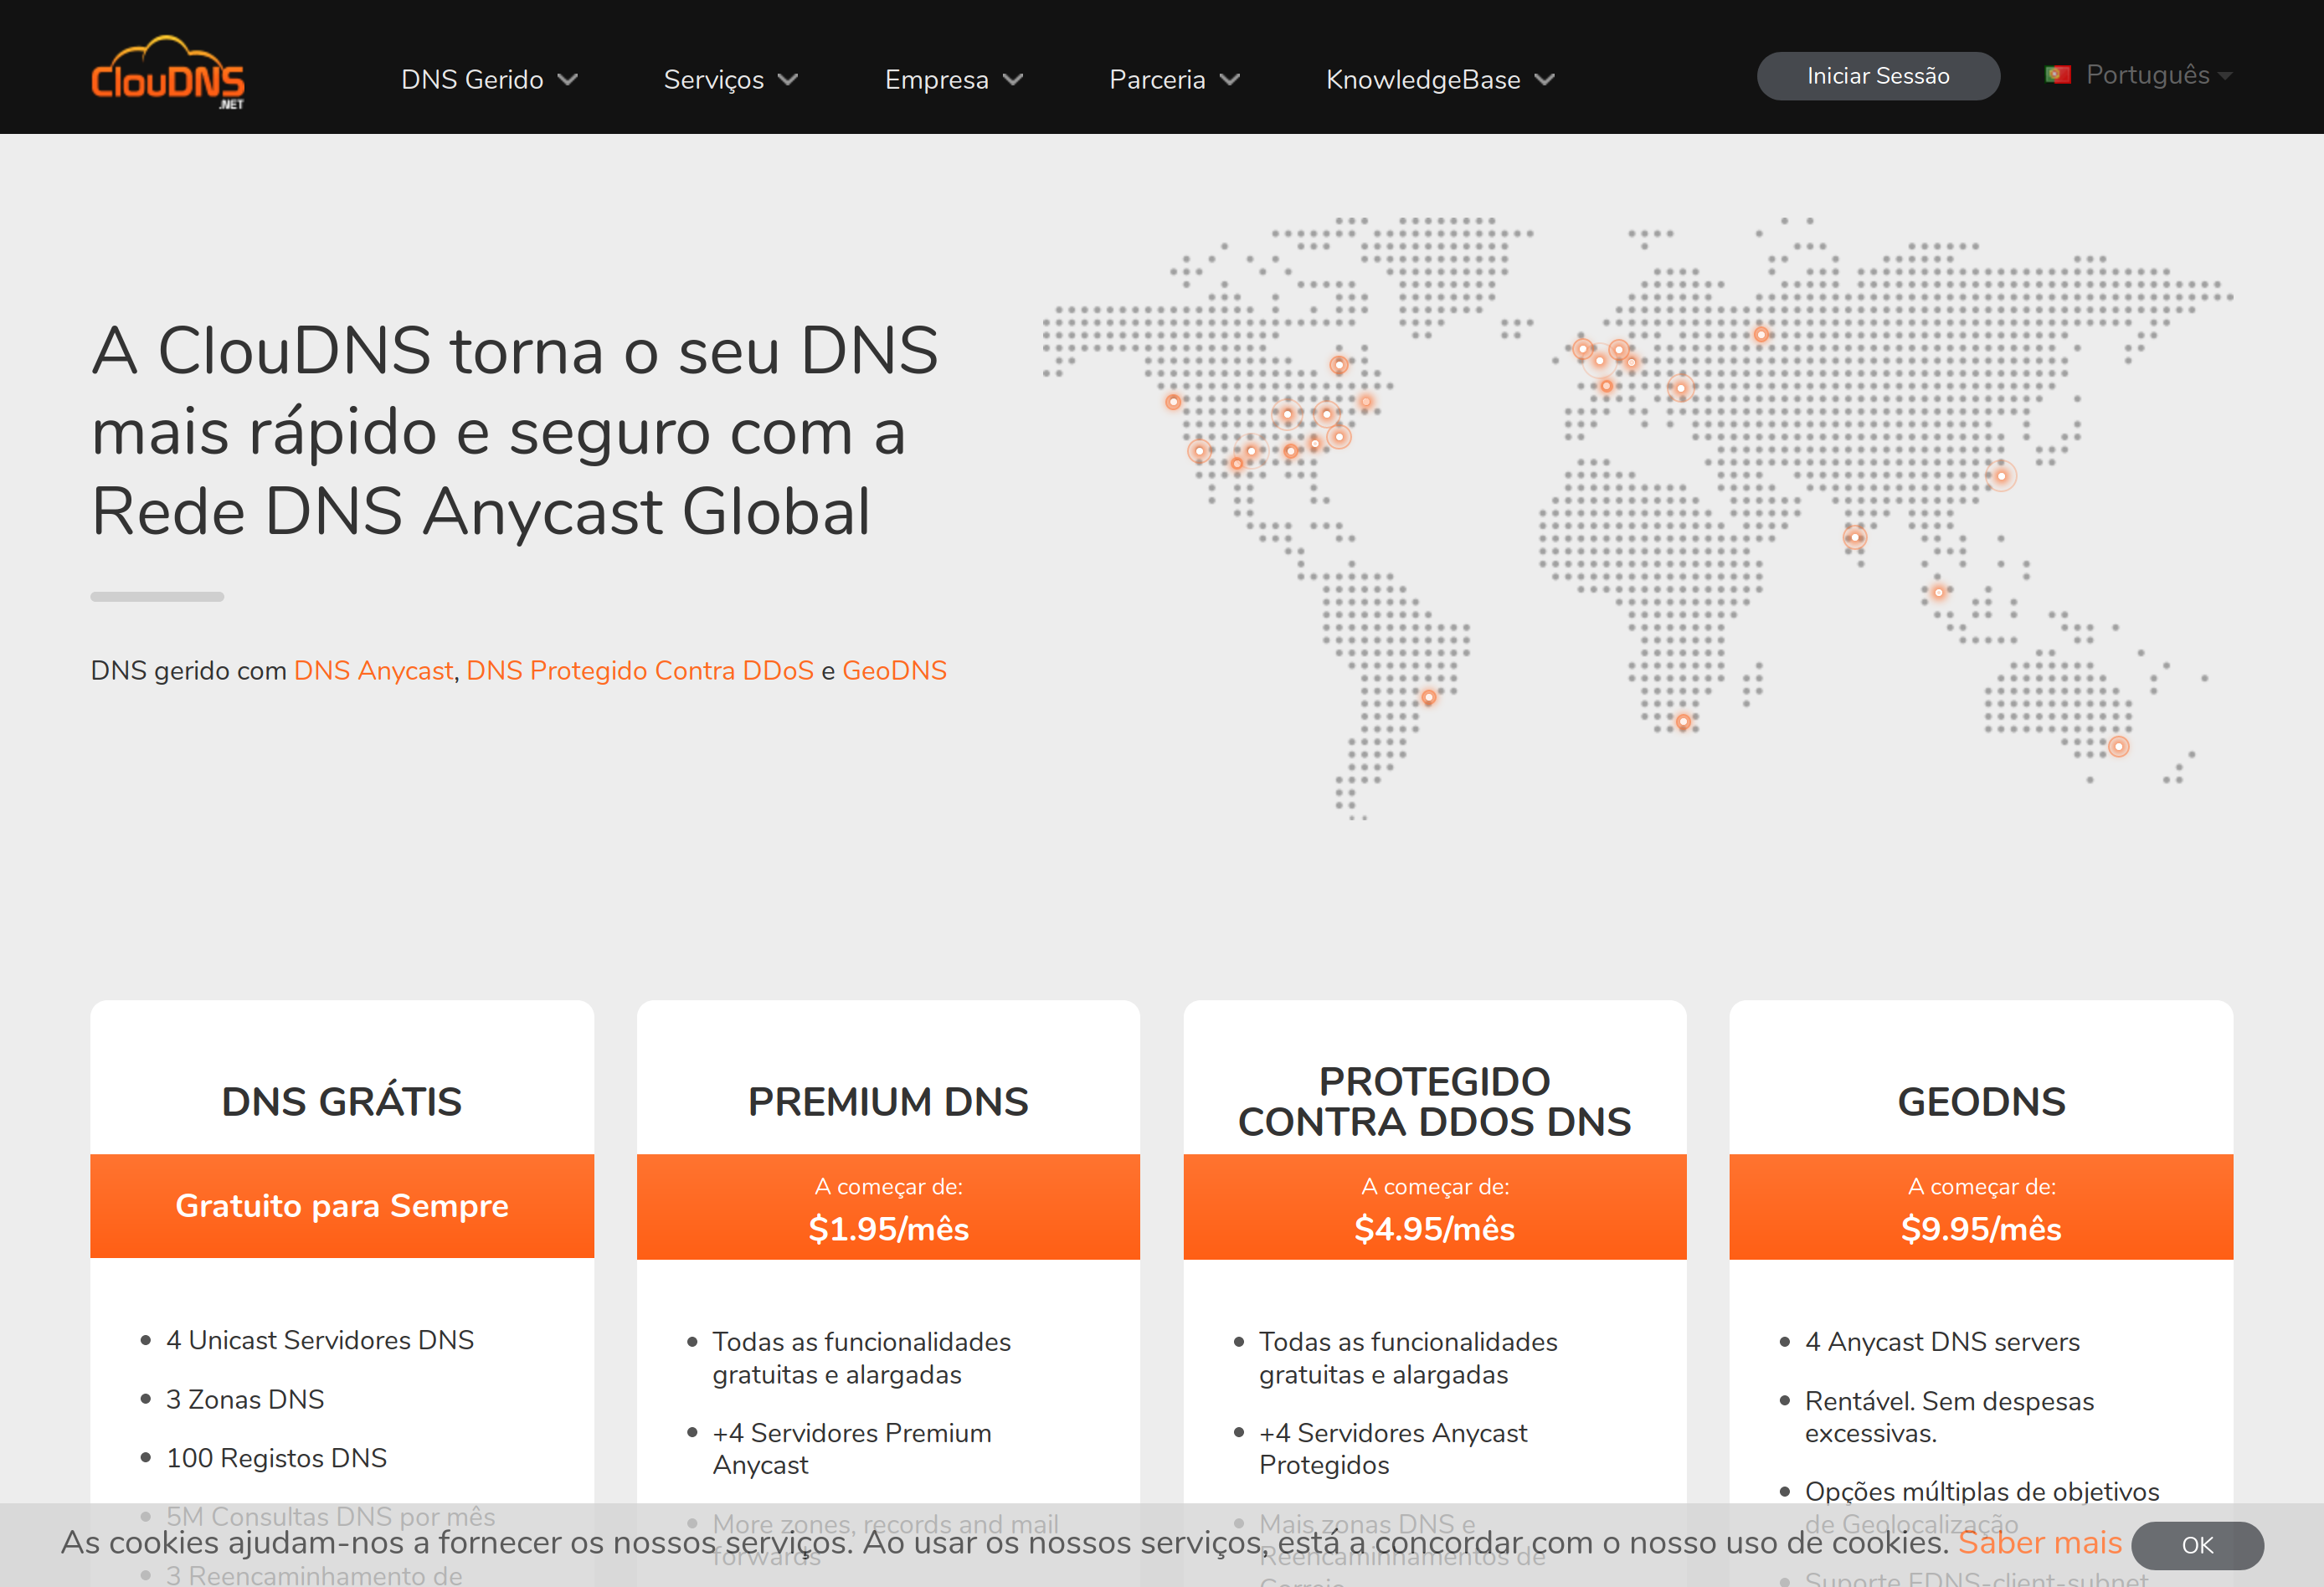 ClouDNS
.NET
DNS Gerido
Serviços
Empresa
Parceria
KnowledgeBase
Iniciar Sessão
Português
A ClouDNS torna o seu DNS
mais rápido e seguro com a
Rede DNS Anycast Global
DNS gerido com DNS Anycast, DNS Protegido Contra DDoS e GeoDNS
DNS GRÁTIS
Gratuito para Sempre
4 Unicast Servidores DNS
3 Zonas DNS
100 Registos DNS
5M Consultas DNS por mês
3 Reencaminhamento de
PREMIUM DNS
A começar de:
$1.95/mês
Todas as funcionalidades
gratuitas e alargadas
+4 Servidores Premium
Anycast
More zones, records and mail
forwards
PROTEGIDO
CONTRA DDOS DNS
A começar de:
$4.95/mês
Todas as funcionalidades
gratuitas e alargadas
+4 Servidores Anycast
Protegidos
Mais zonas DNS e
Reencaminhamentos de
Correio
GEODNS
A começar de:
$9.95/mês
4 Anycast DNS servers
Rentável. Sem despesas
excessivas.
Opções múltiplas de objetivos
de Geolocalização
Suporte EDNS-client-subnet
As cookies ajudam-nos a fornecer os nossos serviços. Ao usar os nossos serviços, está a concordar com o nosso uso de cookies. Saber mais
OK